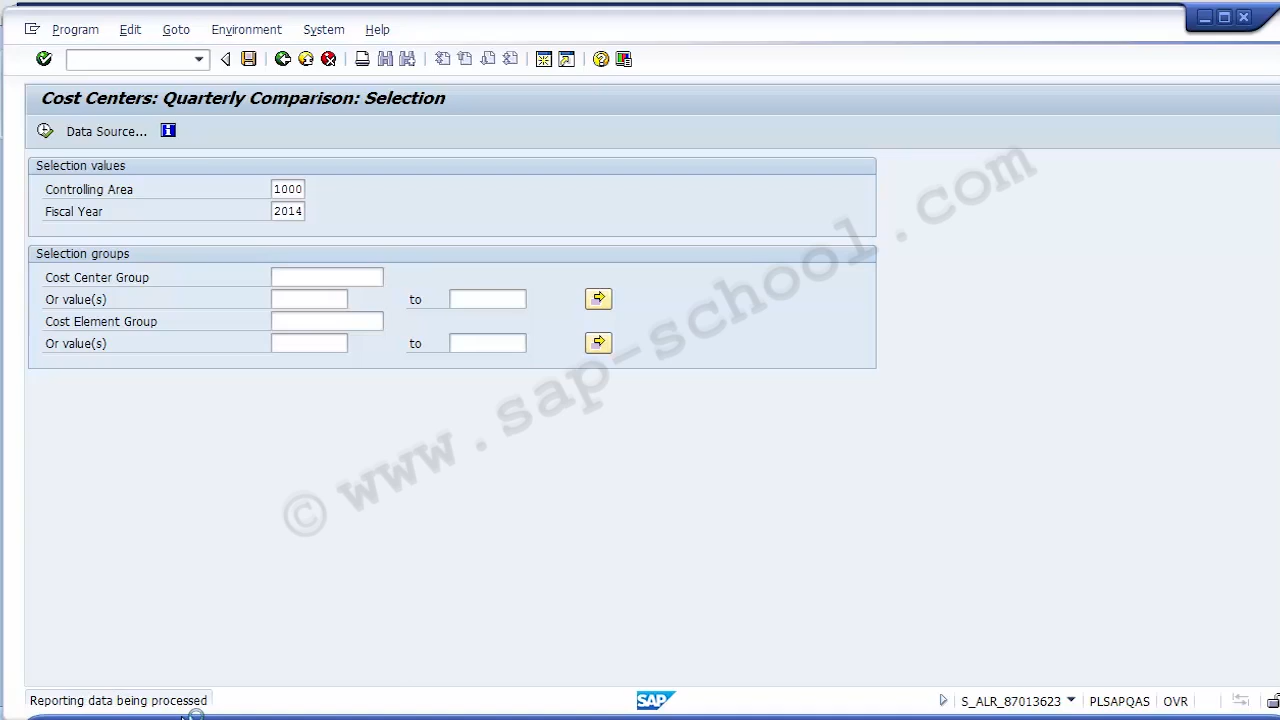 Program Edit Goto Environment System Help
Cost Centers: Quarterly Comparison: Selection
Data Source...
Selection values
Controlling Area 1000
Fiscal Year 2014
Selection groups
Cost Center Group
Or value(s) to
Cost Element Group
Or value(s) to
© www.sap-school.com
Reporting data being processed SAP S_ALR_87013623 PLSAPQAS OVR